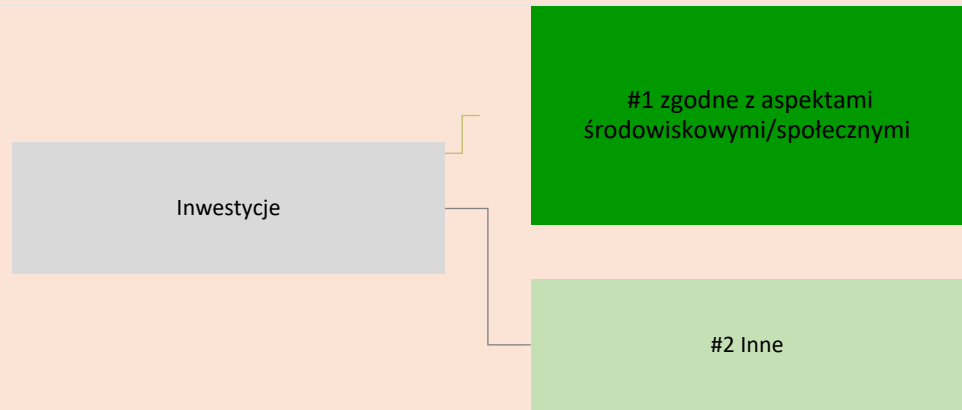 #1 zgodne z aspektami
środowiskowymi/społecznymi
Inwestycje
#2 Inne